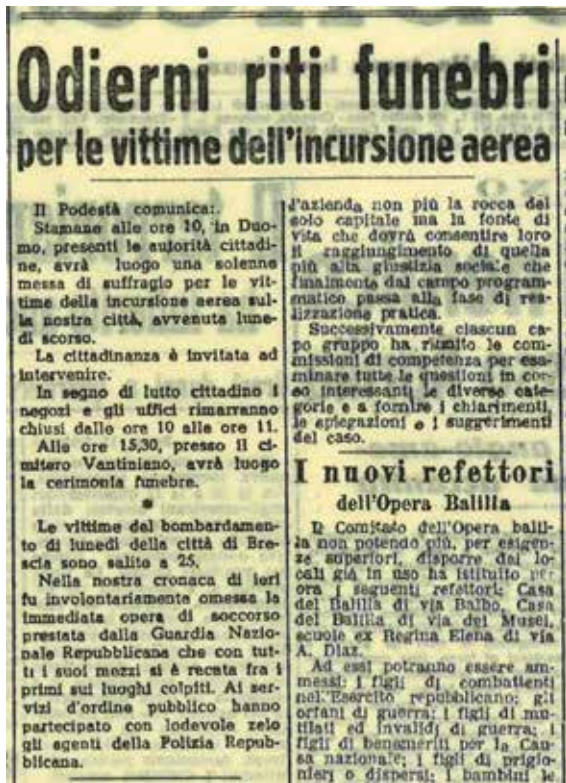 Odierni riti funebri
per le vittime dell'incursione aerea
Il Podestà comunica:
Stamane alle ore 10, in Duo-
mo, presenti le autorità cittadi-
ne, avrà luogo una solenne
messa di suffragio per le vit-
time della incursione aerea sul-
la nostra città, avvenuta lune-
dì scorso.
La cittadinanza è invitata ad
intervenire.
In segno di lutto cittadino i
negozi e gli uffici rimarranno
chiusi dalle ore 10 alle ore 11.
Alle ore 15,30, presso il ci-
mitero Vantiniano, avrà luogo
la cerimonia funebre.
*
Le vittime del bombardamen-
to di lunedì della città di Bre-
scia sono salite a 25.
Nella nostra cronaca di ieri
fu involontariamente omessa la
immediata opera di soccorso
prestata dalla Guardia Nazio-
nale Repubblicana che con tut-
ti i suoi mezzi si è recata fra i
primi sui luoghi colpiti. Ai ser-
vizi d'ordine pubblico hanno
partecipato con lodevole zelo
gli agenti della Polizia Repub-
blicana.
l'azienda non più la rocca del
solo capitale ma la fonte di
vita che dovrà consentire loro
il raggiungimento di quella
più alta giustizia sociale che
finalmente dal campo program-
matico passa alla fase di rea-
lizzazione pratica.
Successivamente ciascun ca-
po gruppo ha riunito le com-
missioni di competenza per esa-
minare tutte le questioni in cor-
so interessanti le diverse cate-
gorie e a fornire i chiarimenti,
le spiegazioni e i suggerimenti
del caso.
I nuovi refettori
dell'Opera Balilla
Il Comitato dell'Opera balil-
la non potendo più, per esigen-
ze superiori, disporre dei lo-
cali già in uso ha istituito per
ora i seguenti refettori: Casa
del Balilla di via Balbo, Casa
del Balilla di via dei Musei,
scuole ex Regina Elena di via
A. Diaz.
Ad essi potranno essere am-
messi: i figli di combattenti
nell'Esercito repubblicano; gli
orfani di guerra; i figli di mu-
tilati ed invalidi di guerra; i
figli di benemeriti per la Cau-
sa nazionale; i figli di prigio-
nieri o dispersi; i bambini le